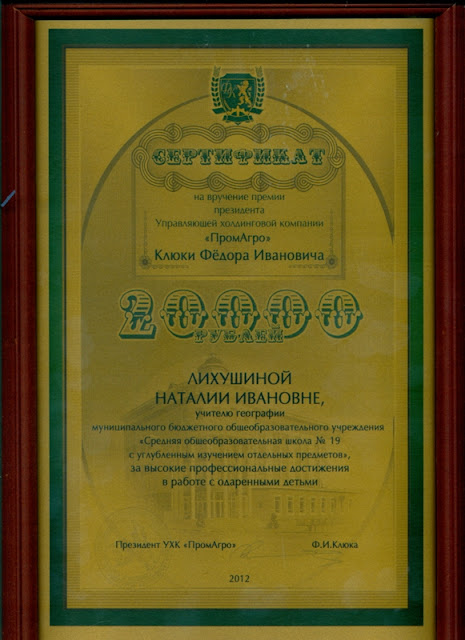 СЕРТИФИКАТ
на вручение премии
президента
Управляющей холдинговой компании
«ПромАгро»
Клюки Фёдора Ивановича
20000
РУБЛЕЙ
ЛИХУШИНОЙ
НАТАЛИИ ИВАНОВНЕ,
учителю географии
муниципального бюджетного общеобразовательного учреждения
«Средняя общеобразовательная школа № 19
с углубленным изучением отдельных предметов»,
за высокие профессиональные достижения
в работе с одаренными детьми
Президент УХК «ПромАгро» Ф.И.Клюка
2012